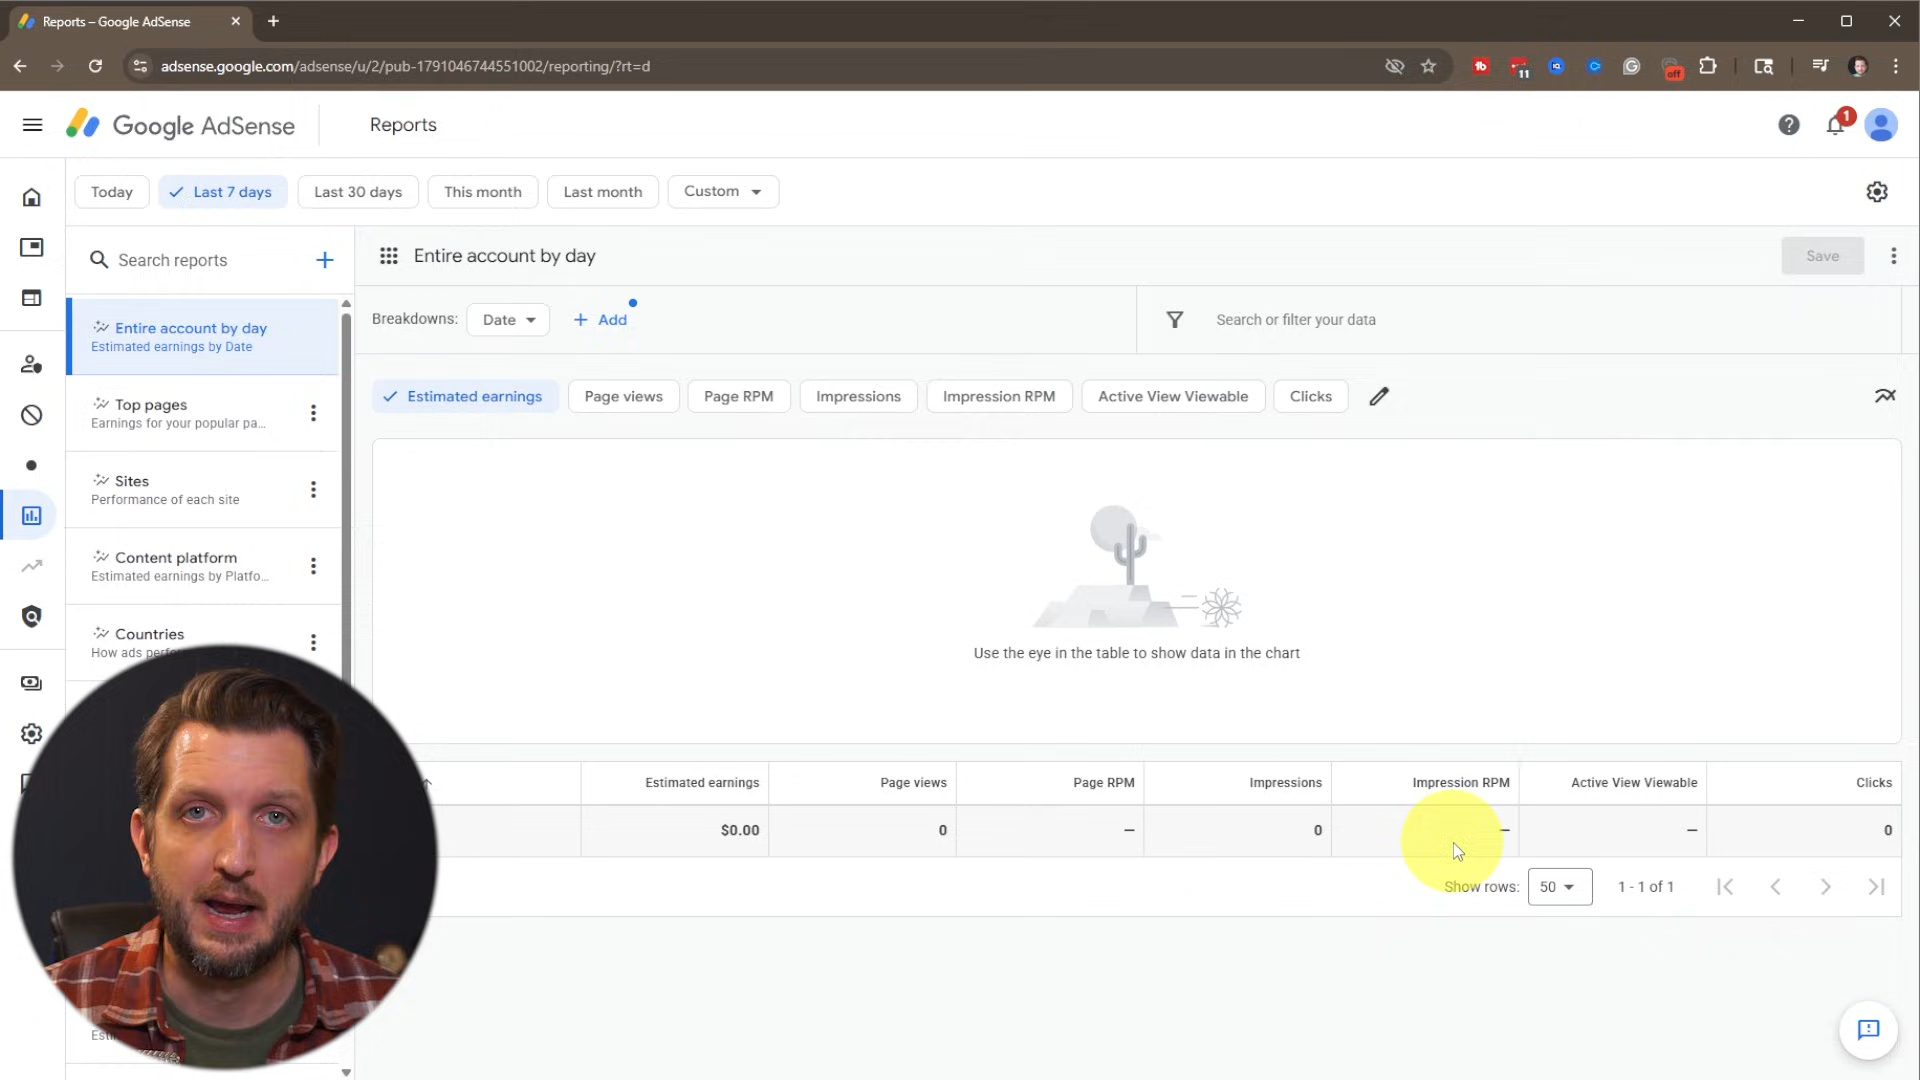 Reports – Google AdSense
adsense.google.com/adsense/u/2/pub-1791046744551002/reporting/?rt=d
11
off
Google AdSense
Reports
1
Today
Last 7 days
Last 30 days
This month
Last month
Custom
Search reports
Entire account by day
Save
Entire account by day
Estimated earnings by Date
Breakdowns:
Date
Add
Search or filter your data
Top pages
Earnings for your popular pa...
Estimated earnings
Page views
Page RPM
Impressions
Impression RPM
Active View Viewable
Clicks
Sites
Performance of each site
Content platform
Estimated earnings by Platfo...
Countries
How ads
Use the eye in the table to show data in the chart
Estimated earnings
Page views
Page RPM
Impressions
Impression RPM
Active View Viewable
Clicks
$0.00
0
–
0
–
–
0
Show rows:
50
1 - 1 of 1